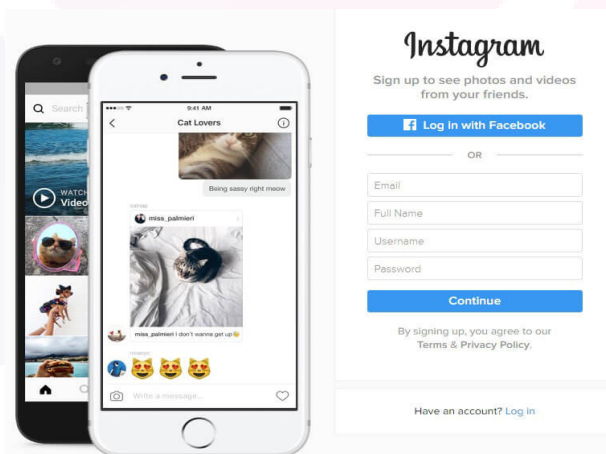 Search
WATCH
Video
9:41 AM
Cat Lovers
Being sassy right meow
miss_palmieri
miss_palmieri I don't wanna get up
Write a message...
Instagram
Sign up to see photos and videos
from your friends.
Log in with Facebook
OR
Email
Full Name
Username
Password
Continue
By signing up, you agree to our
Terms & Privacy Policy.
Have an account? Log in